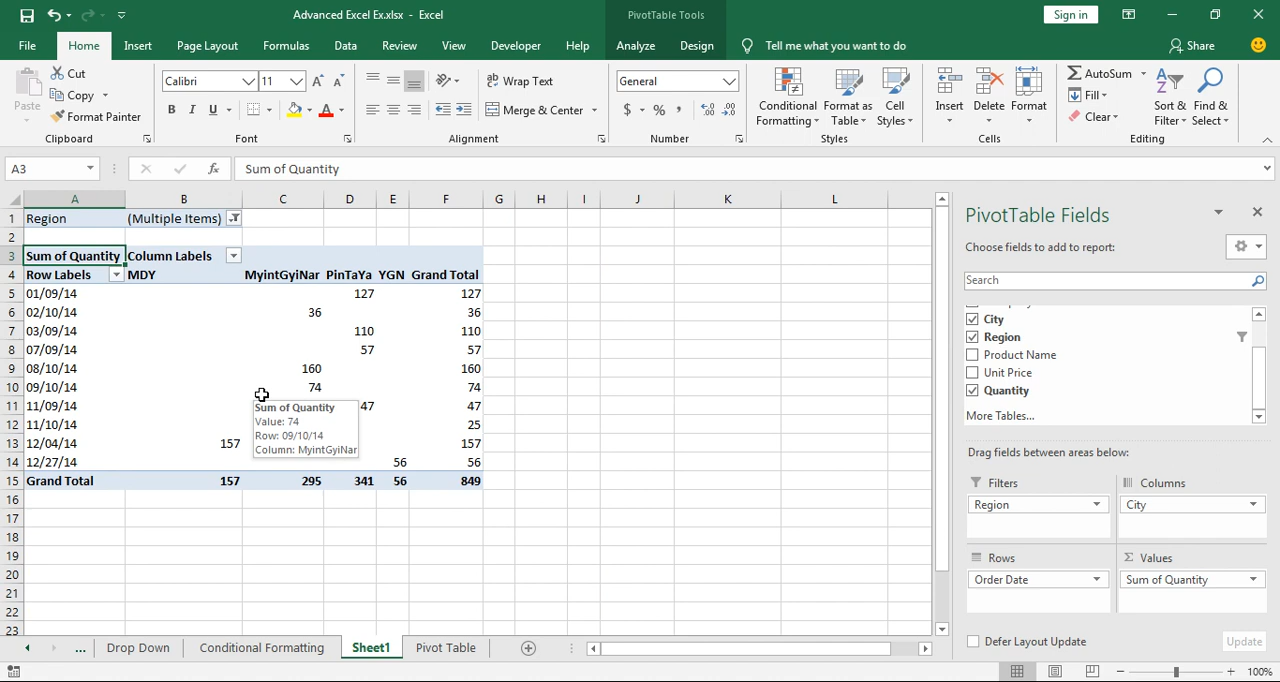 Advanced Excel Ex.xlsx - Excel
PivotTable Tools
Sign in
File Home Insert Page Layout Formulas Data Review View Developer Help Analyze Design Tell me what you want to do Share
Paste
Cut
Copy
Format Painter
Clipboard
Calibri 11
B I U
Font
Wrap Text
Merge & Center
Alignment
General
$ % ,
Number
Conditional Formatting
Format as Table
Cell Styles
Styles
Insert Delete Format
Cells
AutoSum
Fill
Clear
Sort & Filter
Find & Select
Editing
A3 fx Sum of Quantity
A B C D E F G H I J K L
1 Region (Multiple Items)
2
3 Sum of Quantity Column Labels
4 Row Labels MDY MyintGyiNar PinTaYa YGN Grand Total
5 01/09/14 127 127
6 02/10/14 36 36
7 03/09/14 110 110
8 07/09/14 57 57
9 08/10/14 160 160
10 09/10/14 74 74
11 11/09/14 47 47
12 11/10/14 25
13 12/04/14 157 157
14 12/27/14 56 56
15 Grand Total 157 295 341 56 849
16
17
18
19
20
21
22
23
Sum of Quantity
Value: 74
Row: 09/10/14
Column: MyintGyiNar
PivotTable Fields
Choose fields to add to report:
Search
City
Region
Product Name
Unit Price
Quantity
More Tables...
Drag fields between areas below:
Filters
Region
Columns
City
Rows
Order Date
Σ Values
Sum of Quantity
Defer Layout Update
Update
... Drop Down Conditional Formatting Sheet1 Pivot Table
100%